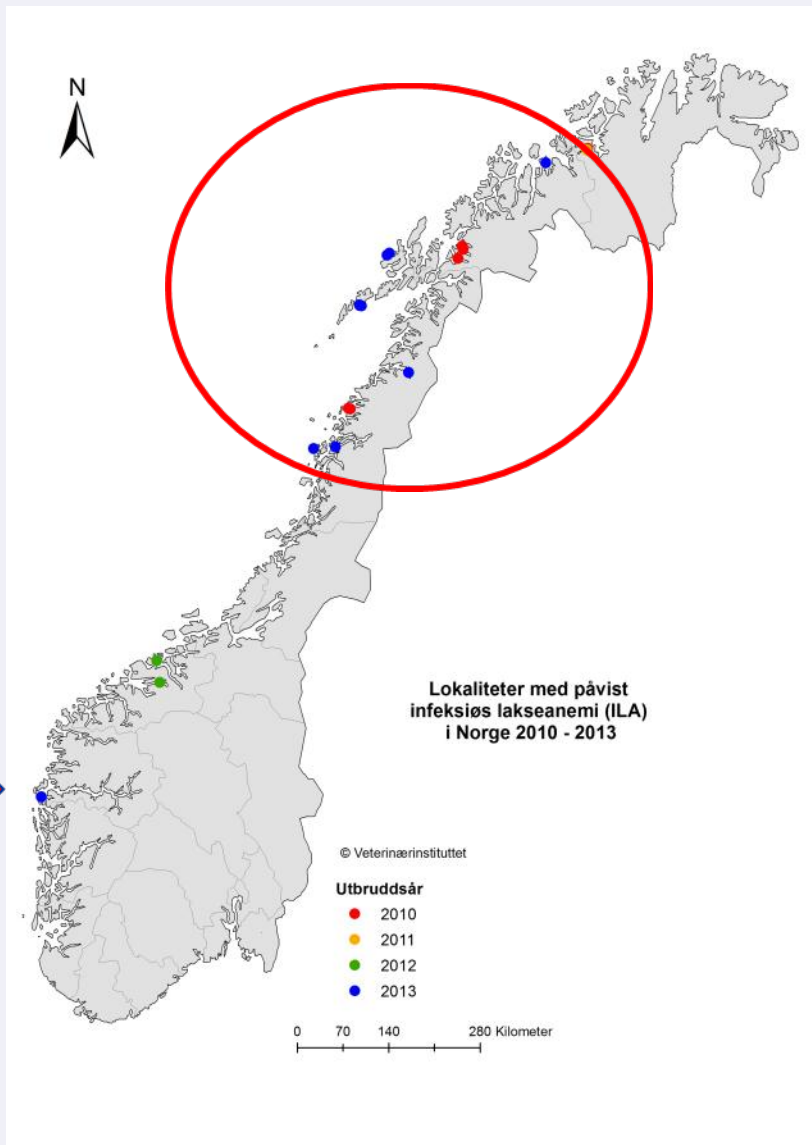 N
Lokaliteter med påvist
infeksiøs lakseanemi (ILA)
i Norge 2010 - 2013
© Veterinærinstituttet
Utbruddsår
2010
2011
2012
2013
0 70 140 280 Kilometer